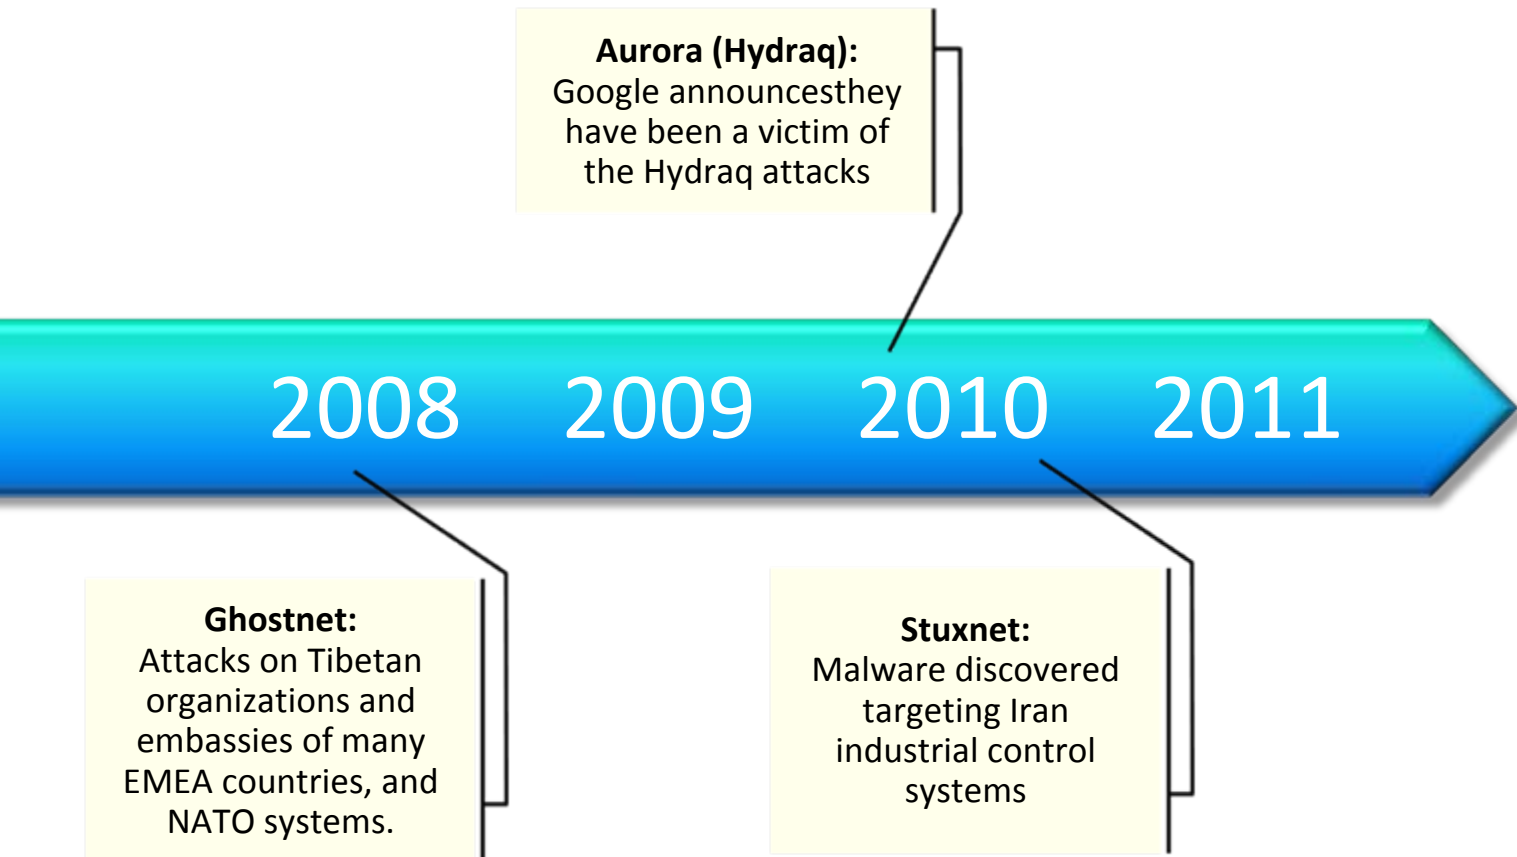 Aurora (Hydraq):
Google announcesthey
have been a victim of
the Hydraq attacks
2008 2009 2010 2011
Ghostnet:
Attacks on Tibetan
organizations and
embassies of many
EMEA countries, and
NATO systems.
Stuxnet:
Malware discovered
targeting Iran
industrial control
systems